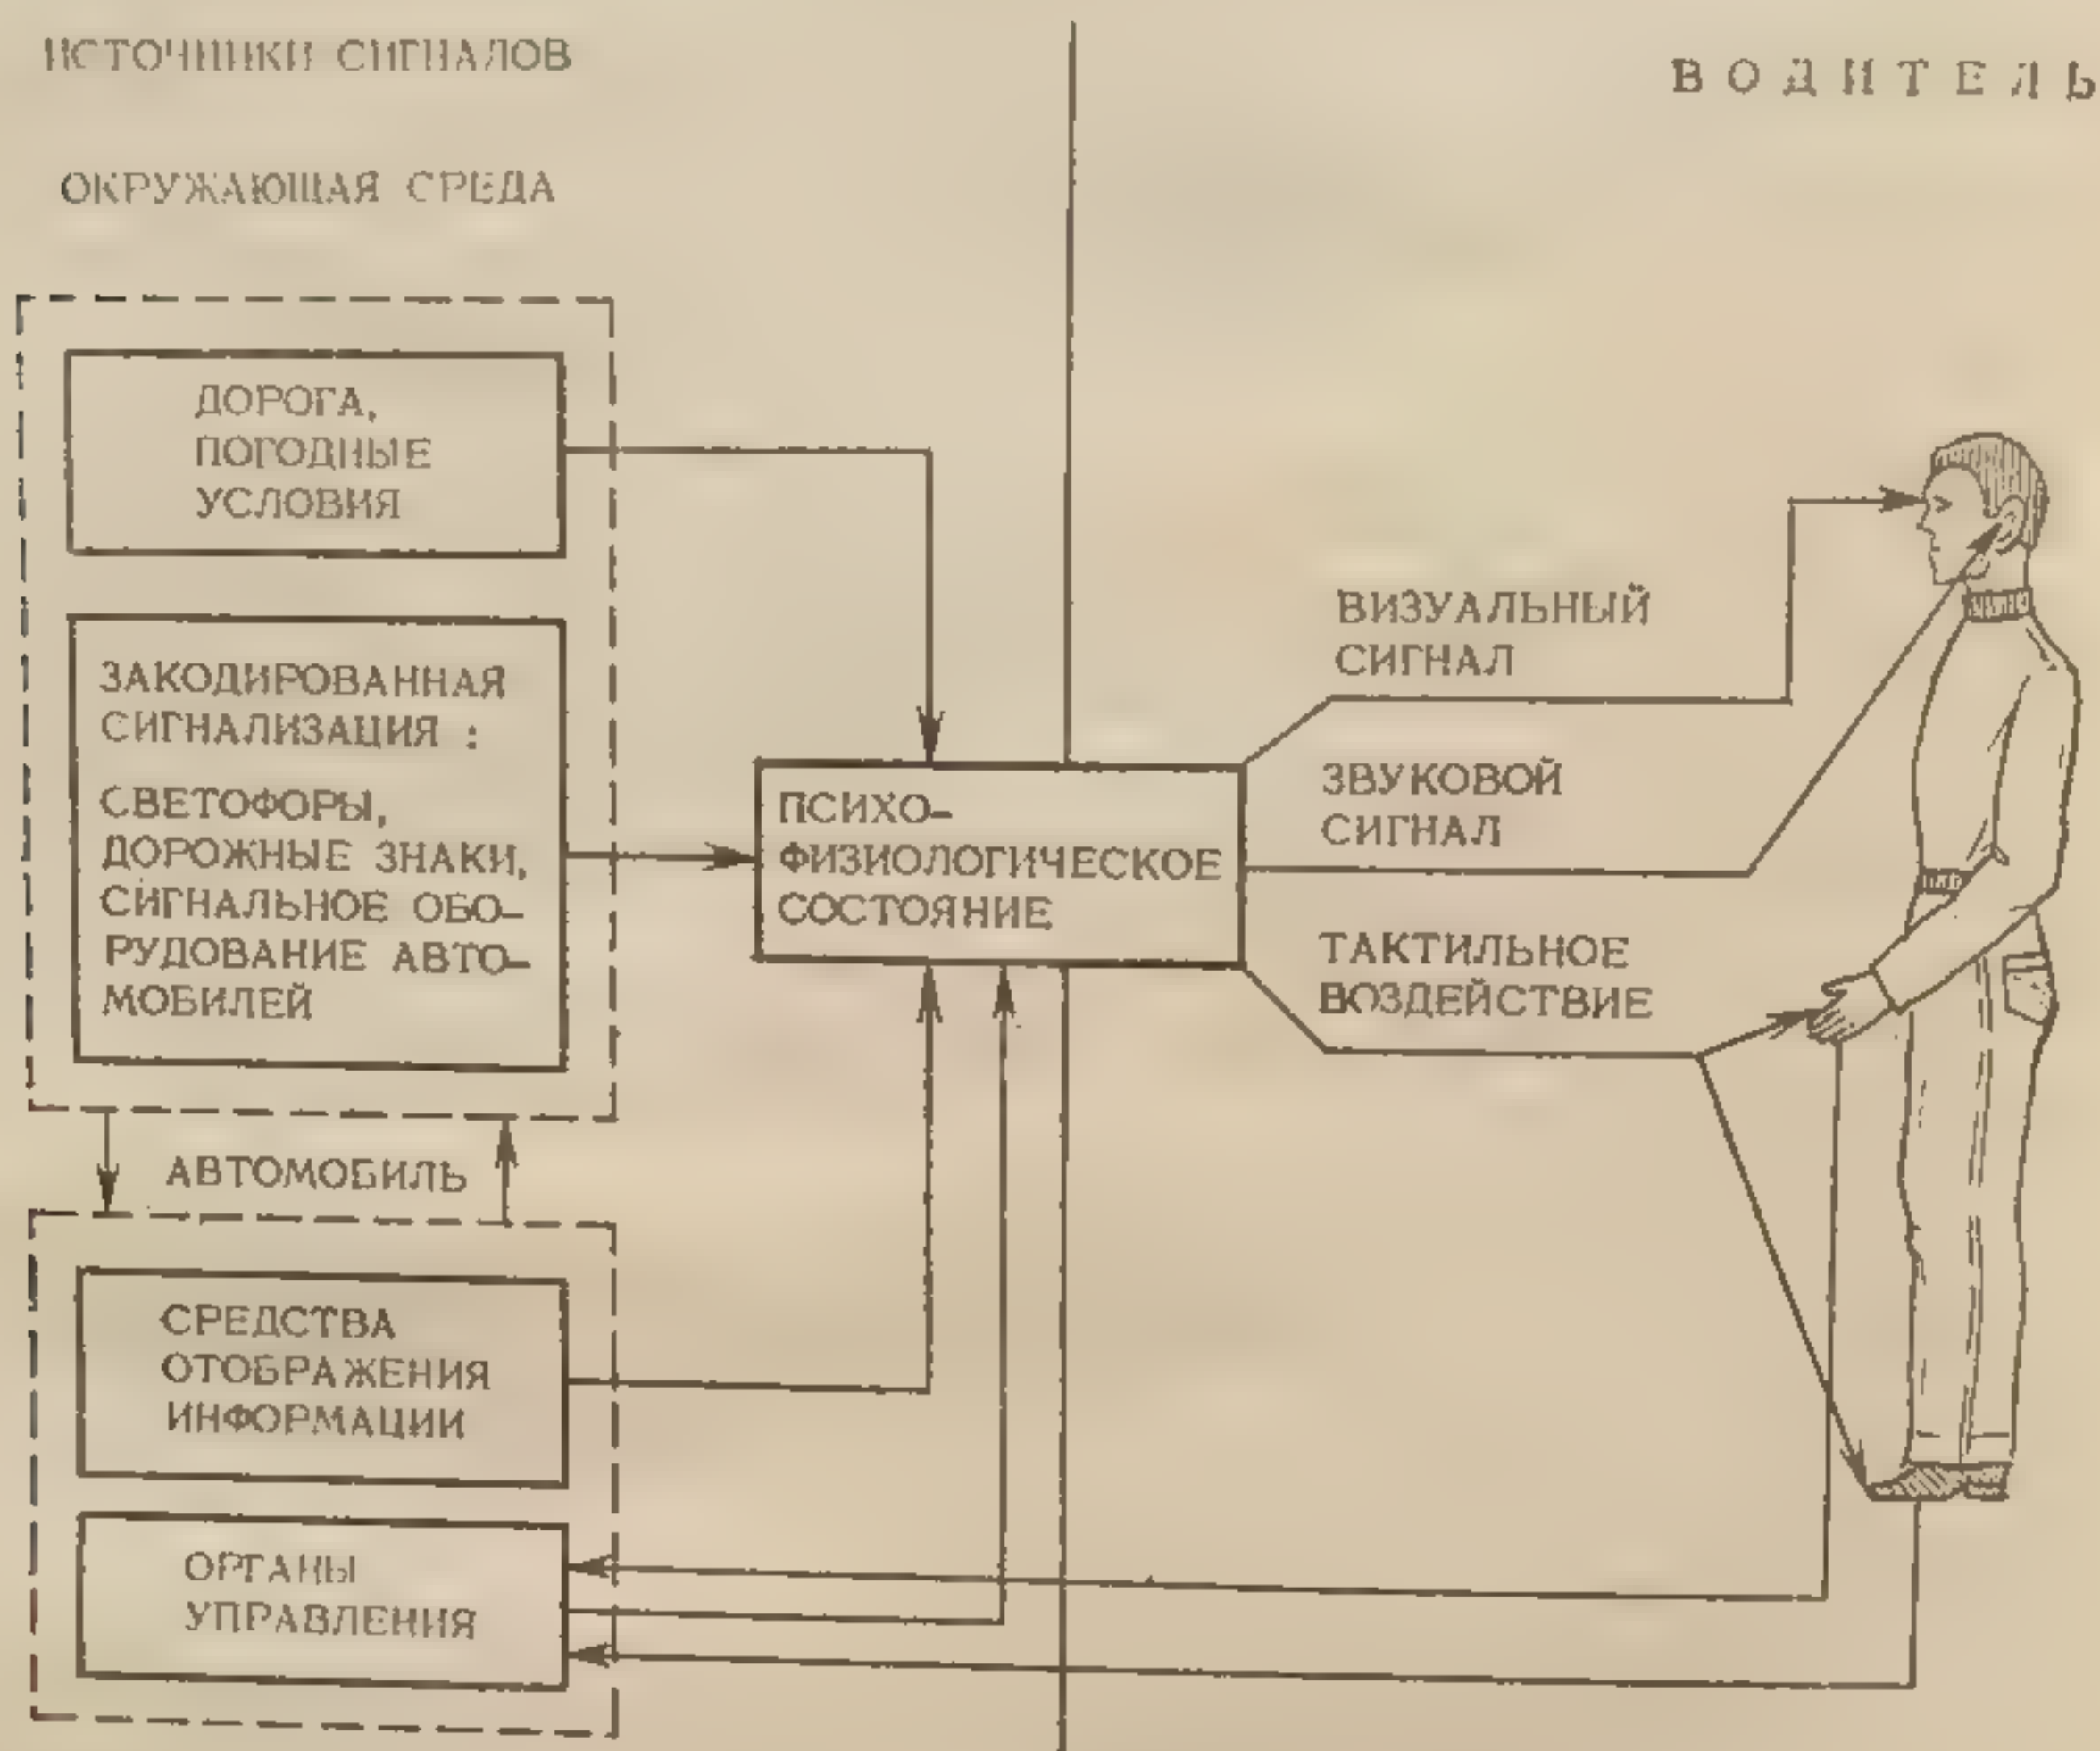 ИСТОЧНИКИ СИГНАЛОВ
ВОДИТЕЛЬ
ОКРУЖАЮЩАЯ СРЕДА
ДОРОГА,
ПОГОДНЫЕ
УСЛОВИЯ
ЗАКОДИРОВАННАЯ
СИГНАЛИЗАЦИЯ :
СВЕТОФОРЫ,
ДОРОЖНЫЕ ЗНАКИ,
СИГНАЛЬНОЕ ОБО-
РУДОВАНИЕ АВТО-
МОБИЛЕЙ
АВТОМОБИЛЬ
СРЕДСТВА
ОТОБРАЖЕНИЯ
ИНФОРМАЦИИ
ОРГАНЫ
УПРАВЛЕНИЯ
ПСИХО-
ФИЗИОЛОГИЧЕСКОЕ
СОСТОЯНИЕ
ВИЗУАЛЬНЫЙ
СИГНАЛ
ЗВУКОВОЙ
СИГНАЛ
ТАКТИЛЬНОЕ
ВОЗДЕЙСТВИЕ